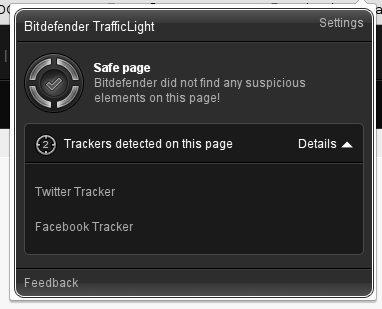 Bitdefender TrafficLight
Settings
Safe page
Bitdefender did not find any suspicious
elements on this page!
2
Trackers detected on this page
Details
Twitter Tracker
Facebook Tracker
Feedback